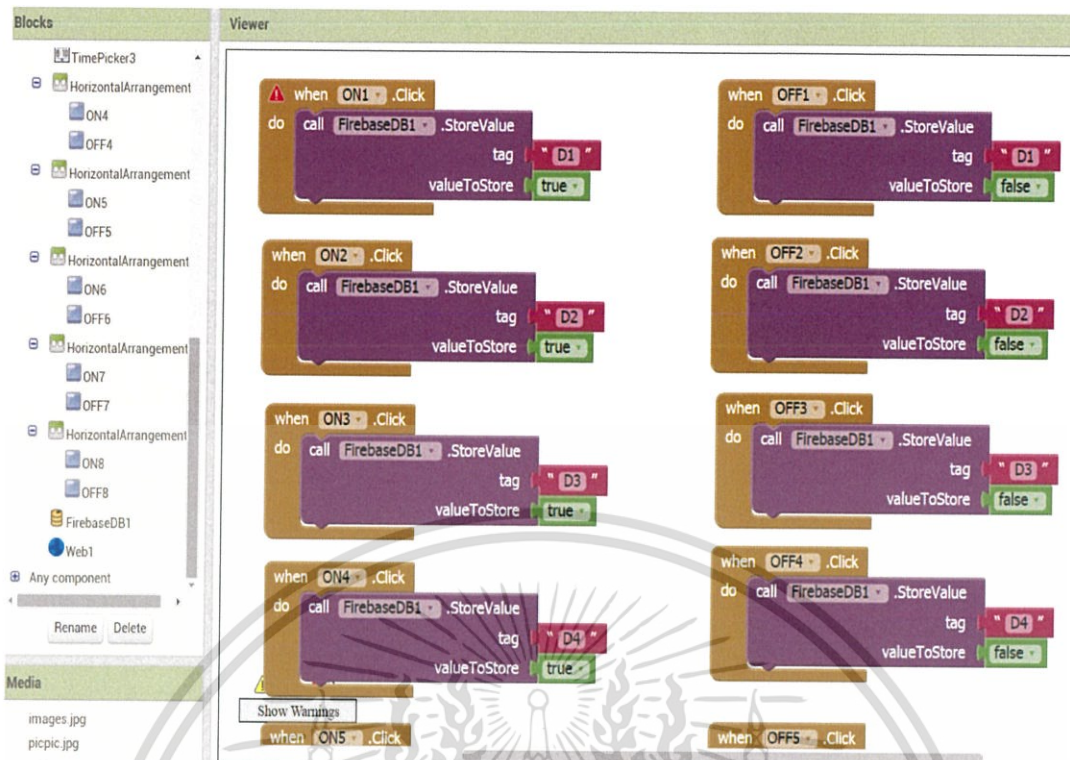 Blocks
TimePicker3
HorizontalArrangement
ON4
OFF4
HorizontalArrangement
ON5
OFF5
HorizontalArrangement
ON6
OFF6
HorizontalArrangement
ON7
OFF7
HorizontalArrangement
ON8
OFF8
FirebaseDB1
Web1
Any component
Rename Delete
Media
images.jpg
picpic.jpg
Viewer
when ON1 .Click
do call FirebaseDB1 .StoreValue
tag " D1 "
valueToStore true
when OFF1 .Click
do call FirebaseDB1 .StoreValue
tag " D1 "
valueToStore false
when ON2 .Click
do call FirebaseDB1 .StoreValue
tag " D2 "
valueToStore true
when OFF2 .Click
do call FirebaseDB1 .StoreValue
tag " D2 "
valueToStore false
when ON3 .Click
do call FirebaseDB1 .StoreValue
tag " D3 "
valueToStore true
when OFF3 .Click
do call FirebaseDB1 .StoreValue
tag " D3 "
valueToStore false
when ON4 .Click
do call FirebaseDB1 .StoreValue
tag " D4 "
valueToStore true
when OFF4 .Click
do call FirebaseDB1 .StoreValue
tag " D4 "
valueToStore false
Show Warnings
when ON5 .Click
when OFF5 .Click